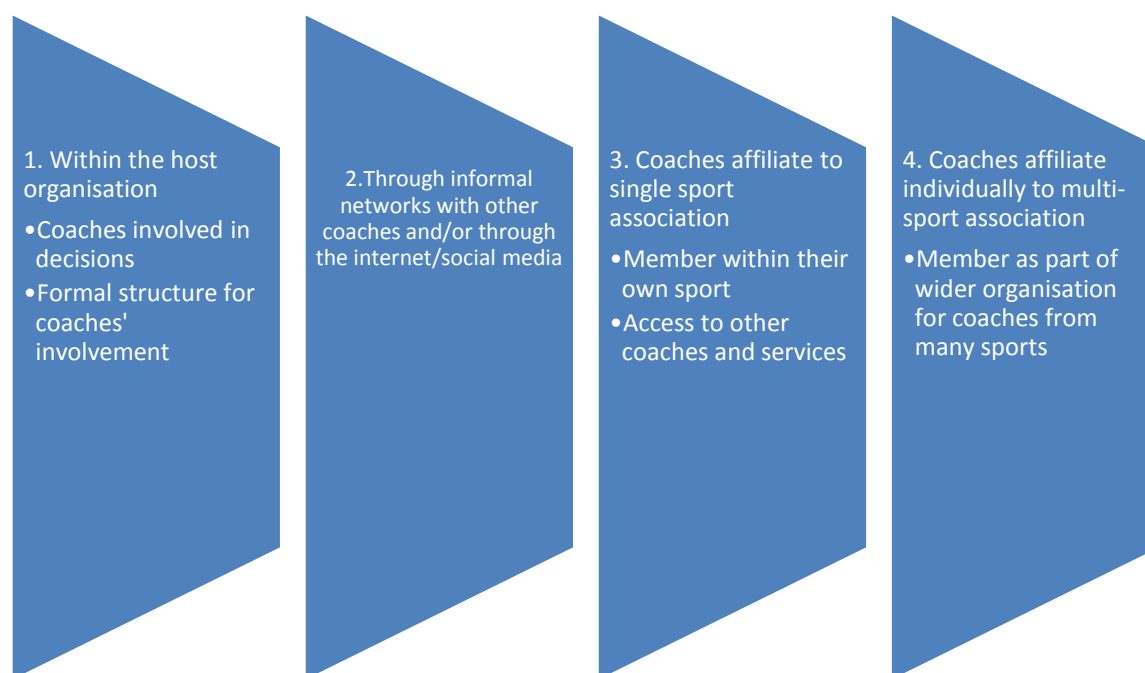 1. Within the host
organisation
•Coaches involved in
decisions
•Formal structure for
coaches'
involvement
2.Through informal
networks with other
coaches and/or through
the internet/social media
3. Coaches affiliate to
single sport
association
•Member within their
own sport
•Access to other
coaches and services
4. Coaches affiliate
individually to multi-
sport association
•Member as part of
wider organisation
for coaches from
many sports